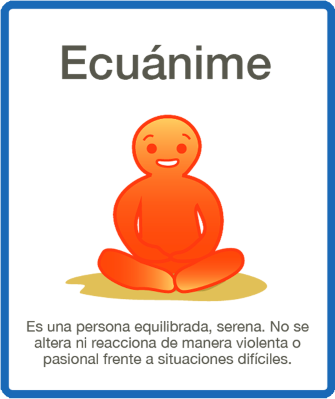 Ecuánime
Es una persona equilibrada, serena. No se
altera ni reacciona de manera violenta o
pasional frente a situaciones difíciles.